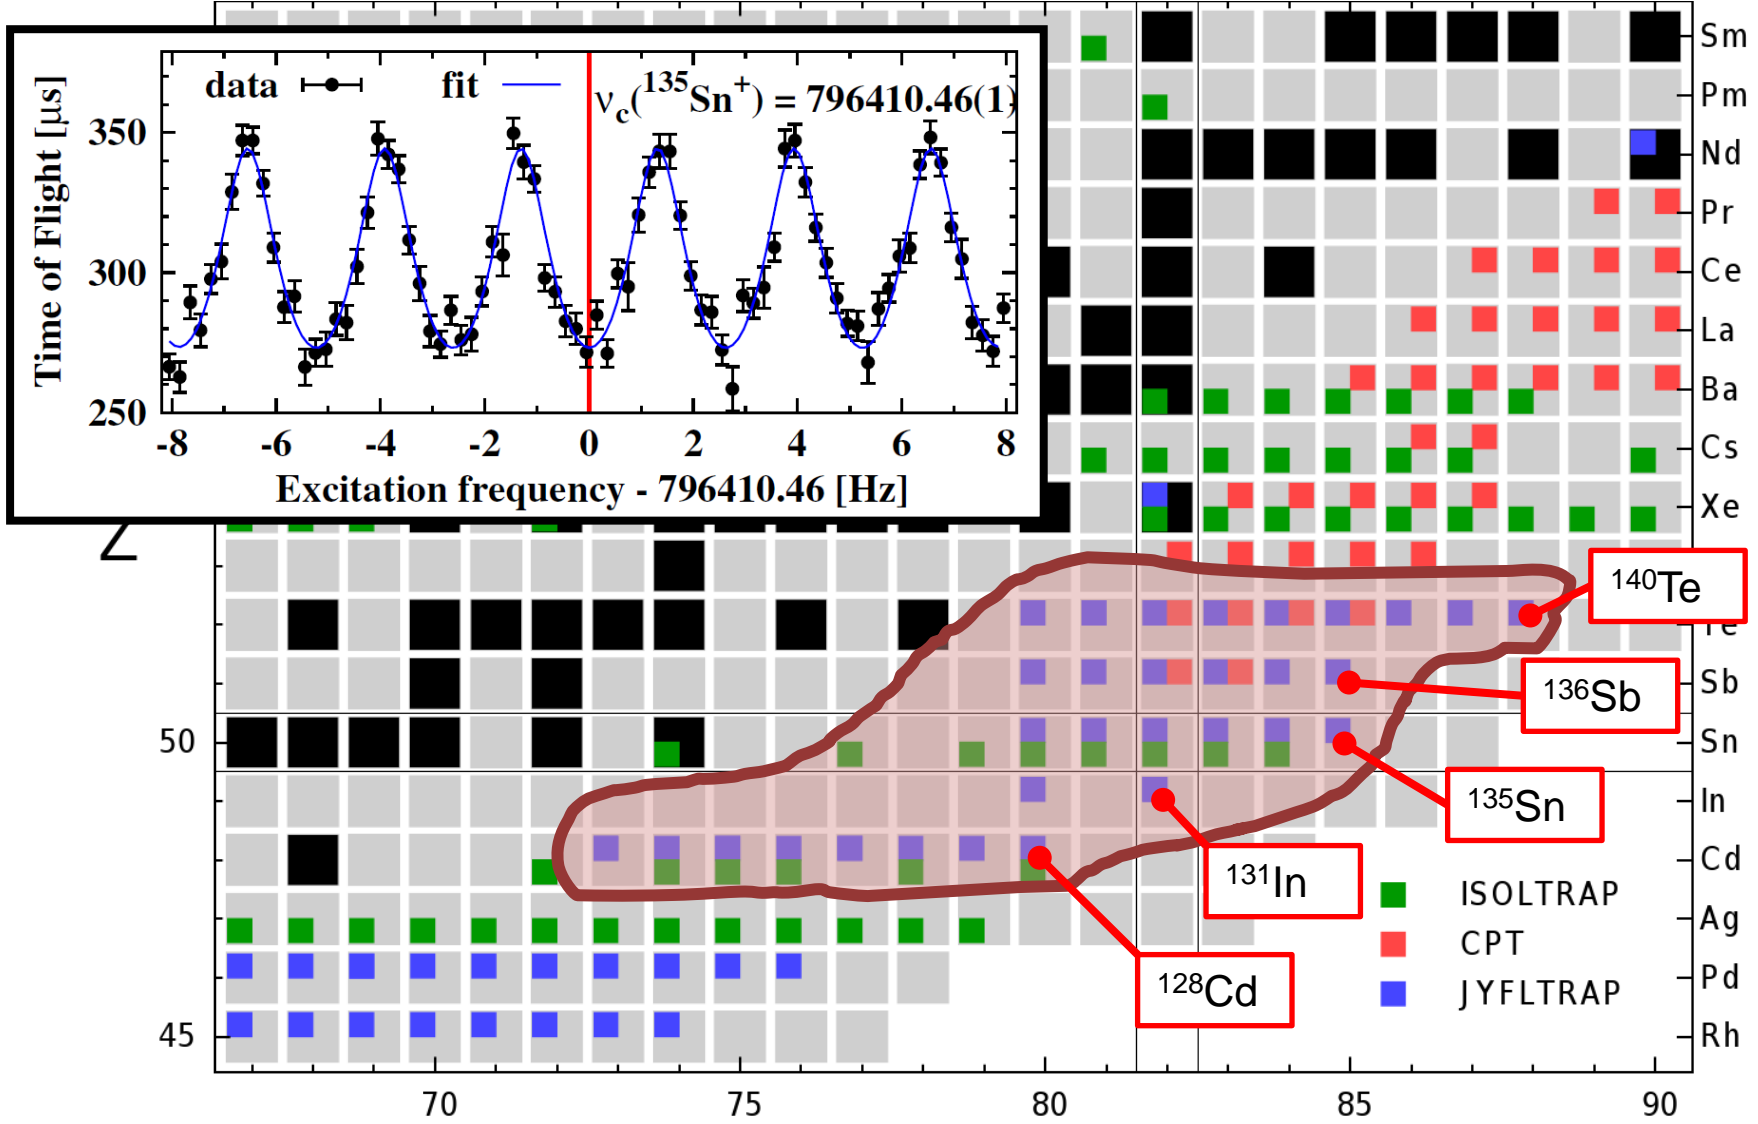 data
fit
νc(¹³⁵Sn⁺) = 796410.46(1)
Time of Flight [μs]
350
300
250
-8 -6 -4 -2 0 2 4 6 8
Excitation frequency - 796410.46 [Hz]
Sm
Pm
Nd
Pr
Ce
La
Ba
Cs
Xe
Z
¹⁴⁰Te
Te
¹³⁶Sb
Sb
50
Sn
¹³⁵Sn
In
¹³¹In
Cd
ISOLTRAP
Ag
CPT
¹²⁸Cd
Pd
JYFLTRAP
45
Rh
70 75 80 85 90